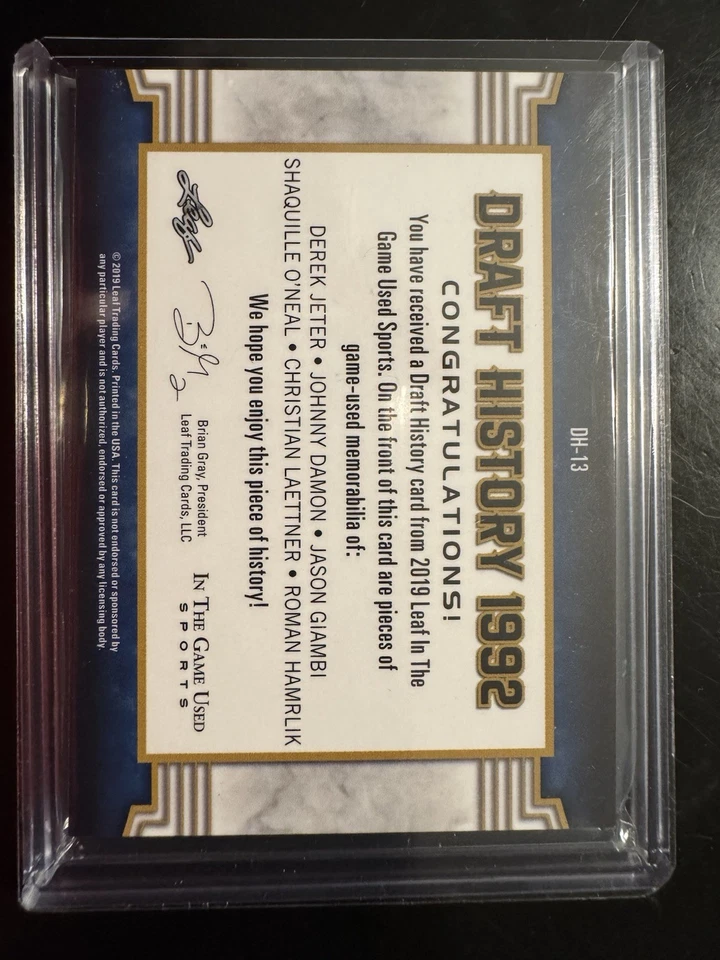 DH-13
DRAFT HISTORY 1992
CONGRATULATIONS!
You have received a Draft History card from 2019 Leaf In The
Game Used Sports. On the front of this card are pieces of
game-used memorabilia of:
DEREK JETER • JOHNNY DAMON • JASON GIAMBI
SHAQUILLE O'NEAL • CHRISTIAN LAETTNER • ROMAN HAMRLIK
We hope you enjoy this piece of history!
Leaf
Brian Gray, President
Leaf Trading Cards, LLC
IN THE GAME USED
SPORTS
© 2019 Leaf Trading Cards. Printed in the USA. This card is not endorsed or sponsored by
any particular player and is not authorized, endorsed or approved by any licensing body.